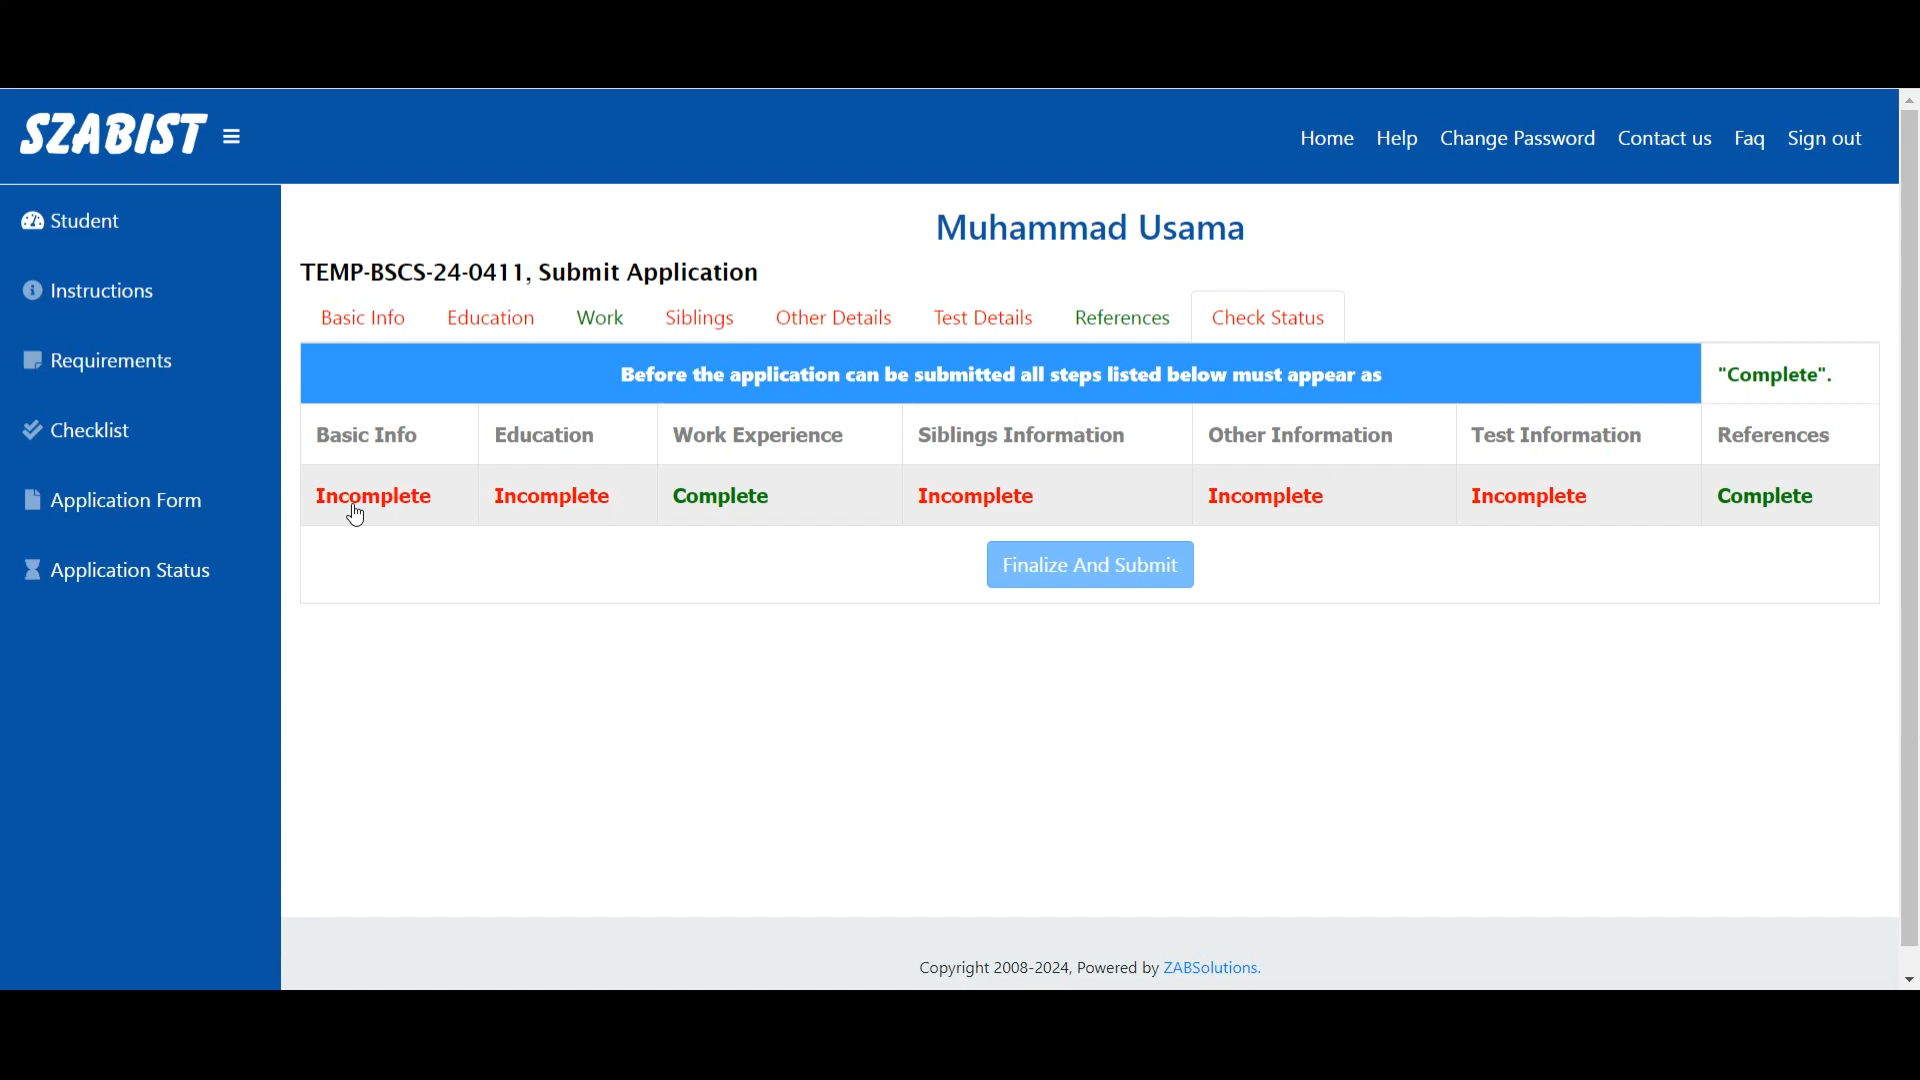 SZABIST
Home Help Change Password Contact us Faq Sign out
Student
Instructions
Requirements
Checklist
Application Form
Application Status
Muhammad Usama
TEMP-BSCS-24-0411, Submit Application
Basic Info Education Work Siblings Other Details Test Details References Check Status
Before the application can be submitted all steps listed below must appear as "Complete".
Basic Info Education Work Experience Siblings Information Other Information Test Information References
Incomplete Incomplete Complete Incomplete Incomplete Incomplete Complete
Finalize And Submit
Copyright 2008-2024, Powered by ZABSolutions.